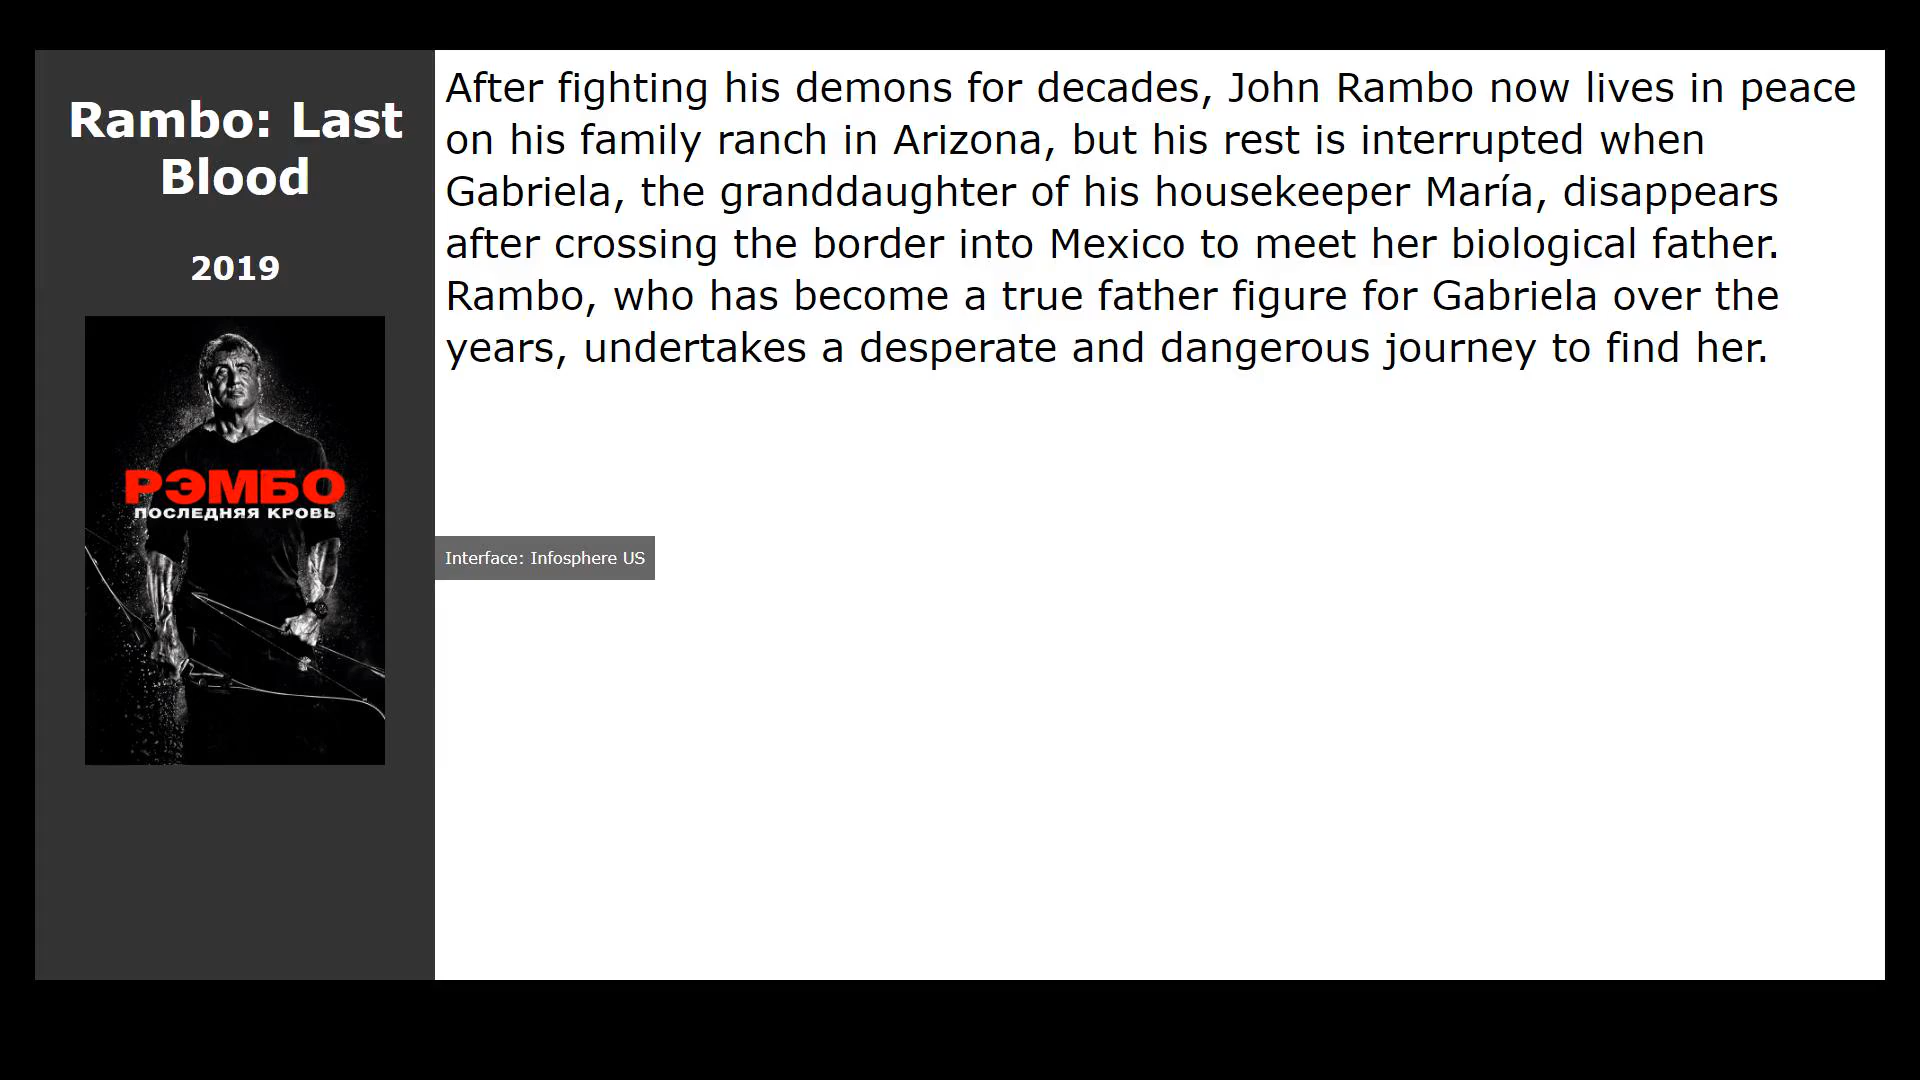 Rambo: Last
Blood
2019
РЭМБО
ПОСЛЕДНЯЯ КРОВЬ
After fighting his demons for decades, John Rambo now lives in peace
on his family ranch in Arizona, but his rest is interrupted when
Gabriela, the granddaughter of his housekeeper María, disappears
after crossing the border into Mexico to meet her biological father.
Rambo, who has become a true father figure for Gabriela over the
years, undertakes a desperate and dangerous journey to find her.
Interface: Infosphere US